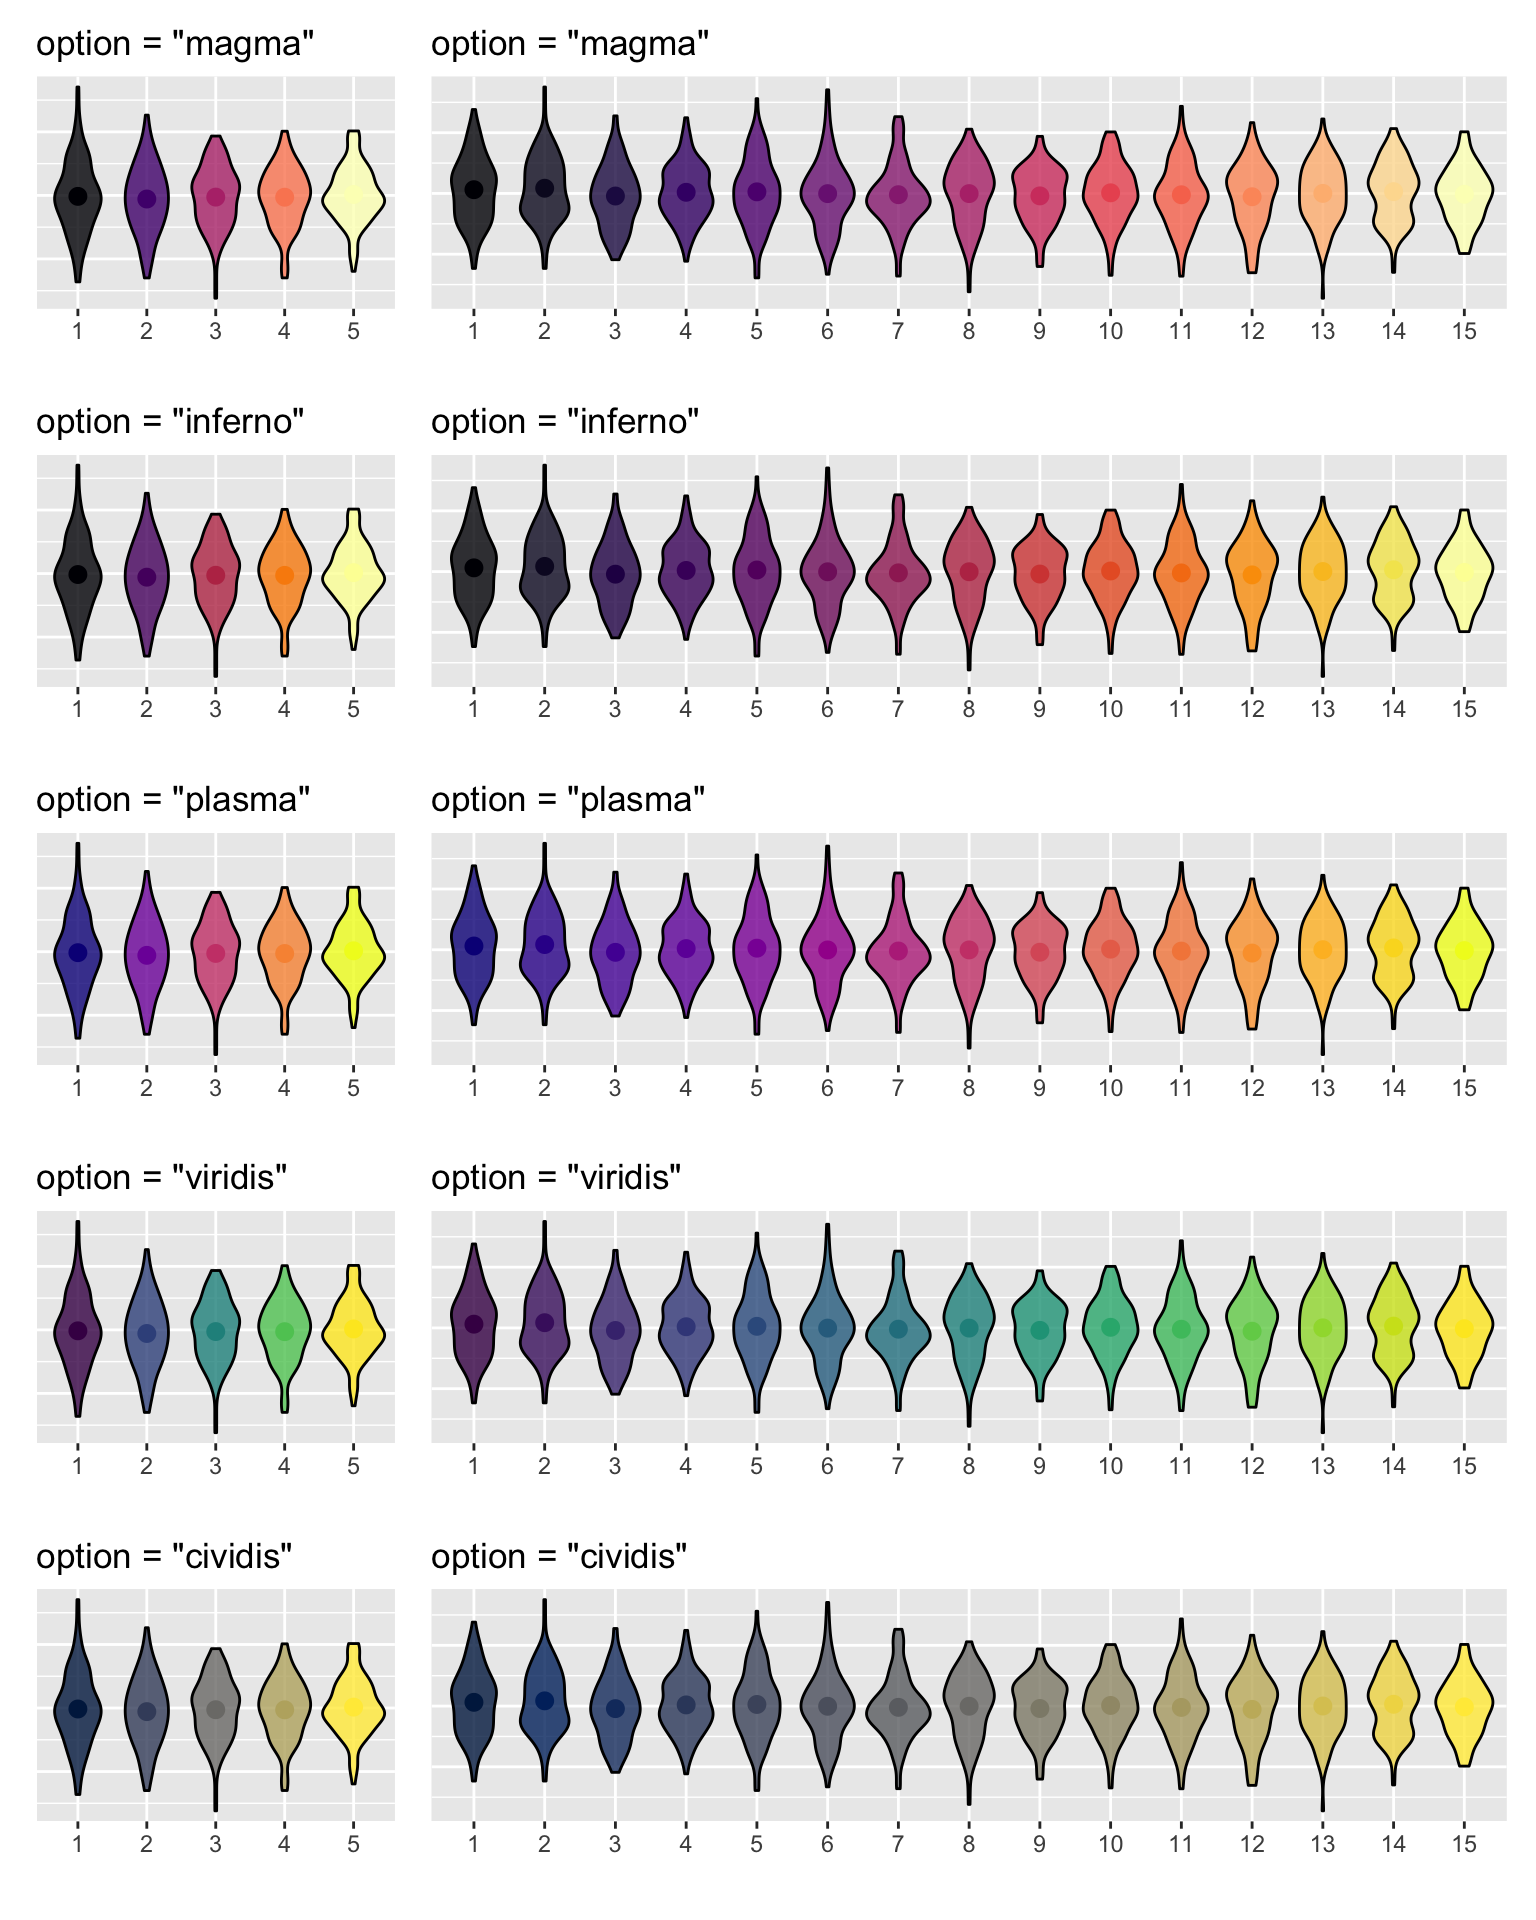 option = "magma" option = "magma"
1 2 3 4 5 1 2 3 4 5 6 7 8 9 10 11 12 13 14 15
option = "inferno" option = "inferno"
1 2 3 4 5 1 2 3 4 5 6 7 8 9 10 11 12 13 14 15
option = "plasma" option = "plasma"
1 2 3 4 5 1 2 3 4 5 6 7 8 9 10 11 12 13 14 15
option = "viridis" option = "viridis"
1 2 3 4 5 1 2 3 4 5 6 7 8 9 10 11 12 13 14 15
option = "cividis" option = "cividis"
1 2 3 4 5 1 2 3 4 5 6 7 8 9 10 11 12 13 14 15